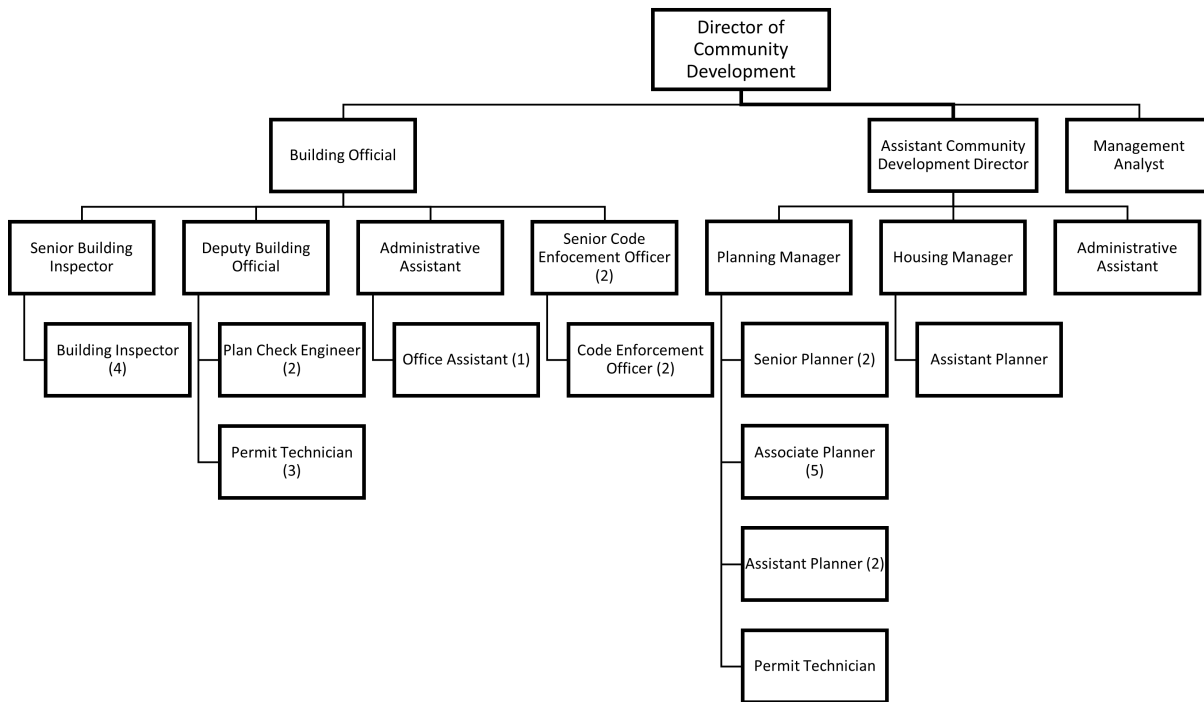 Director of
Community
Development
Building Official
Assistant Community
Development Director
Management
Analyst
Senior Building
Inspector
Deputy Building
Official
Administrative
Assistant
Senior Code
Enfocement Officer
(2)
Planning Manager
Housing Manager
Administrative
Assistant
Building Inspector
(4)
Plan Check Engineer
(2)
Office Assistant (1)
Code Enforcement
Officer (2)
Senior Planner (2)
Assistant Planner
Permit Technician
(3)
Associate Planner
(5)
Assistant Planner (2)
Permit Technician